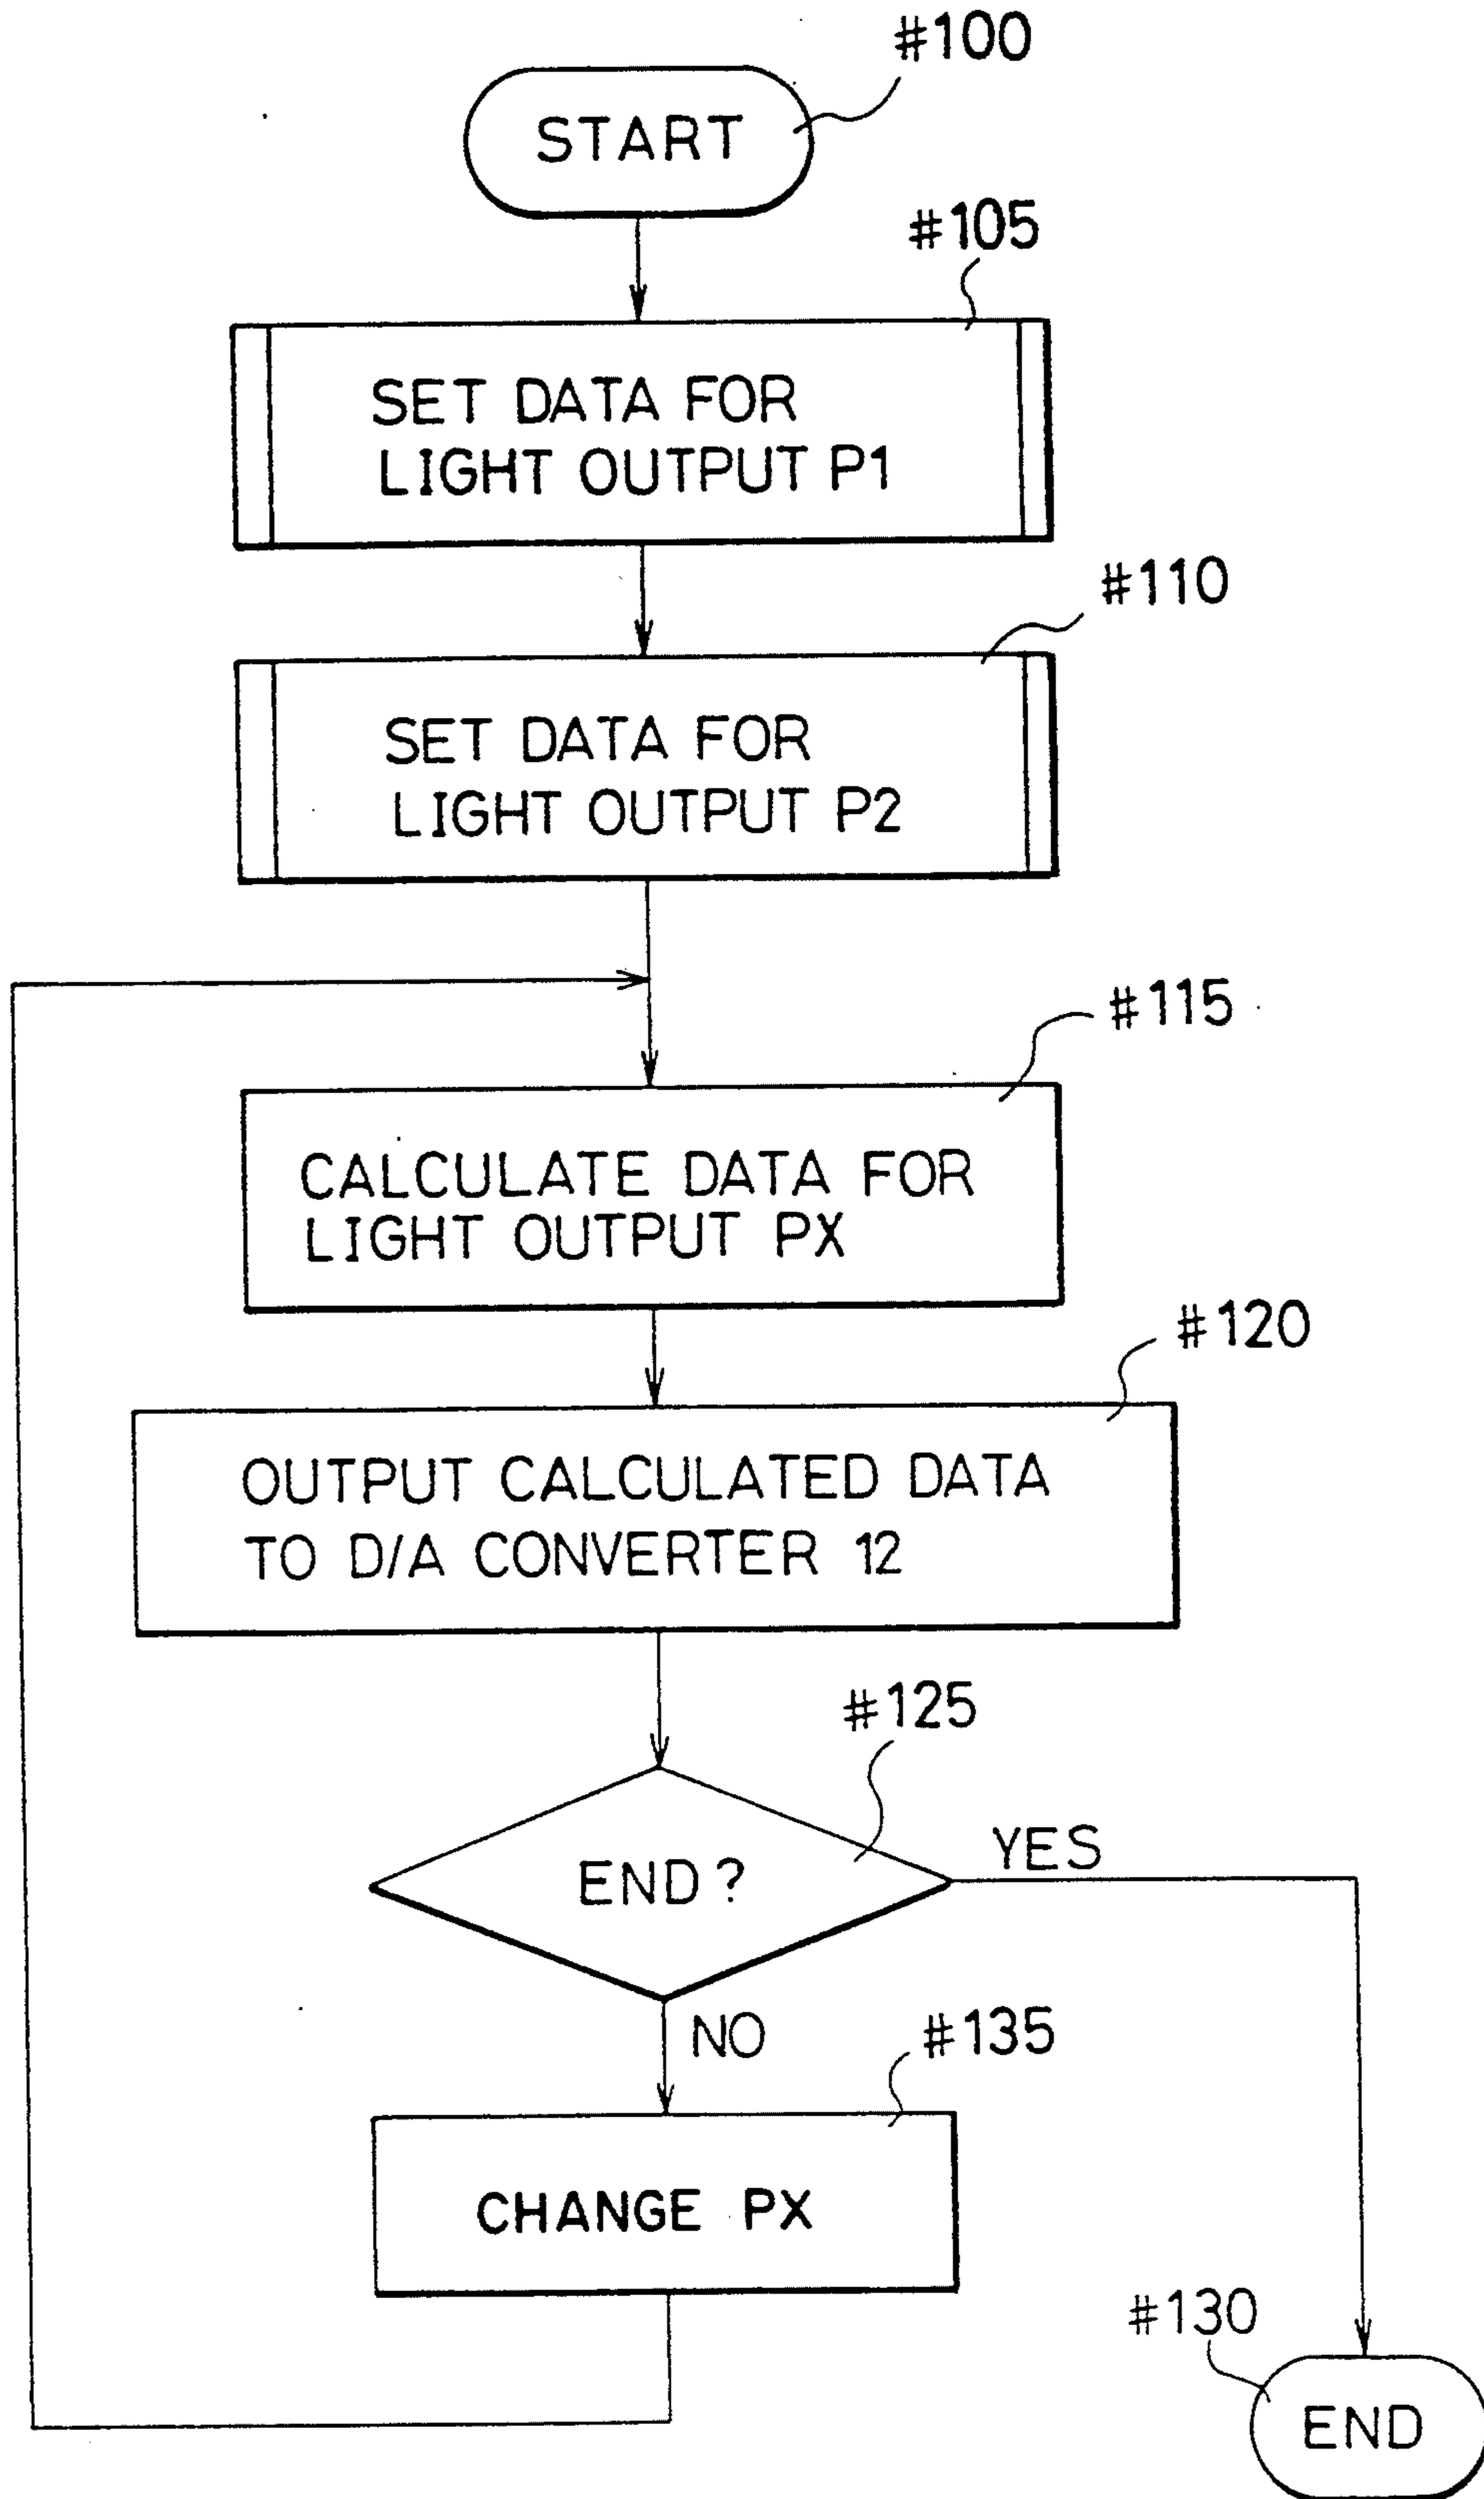 #100
START
#105
SET DATA FOR
LIGHT OUTPUT P1
#110
SET DATA FOR
LIGHT OUTPUT P2
#115
CALCULATE DATA FOR
LIGHT OUTPUT PX
#120
OUTPUT CALCULATED DATA
TO D/A CONVERTER 12
#125
END?
YES
NO
#135
CHANGE PX
#130
END